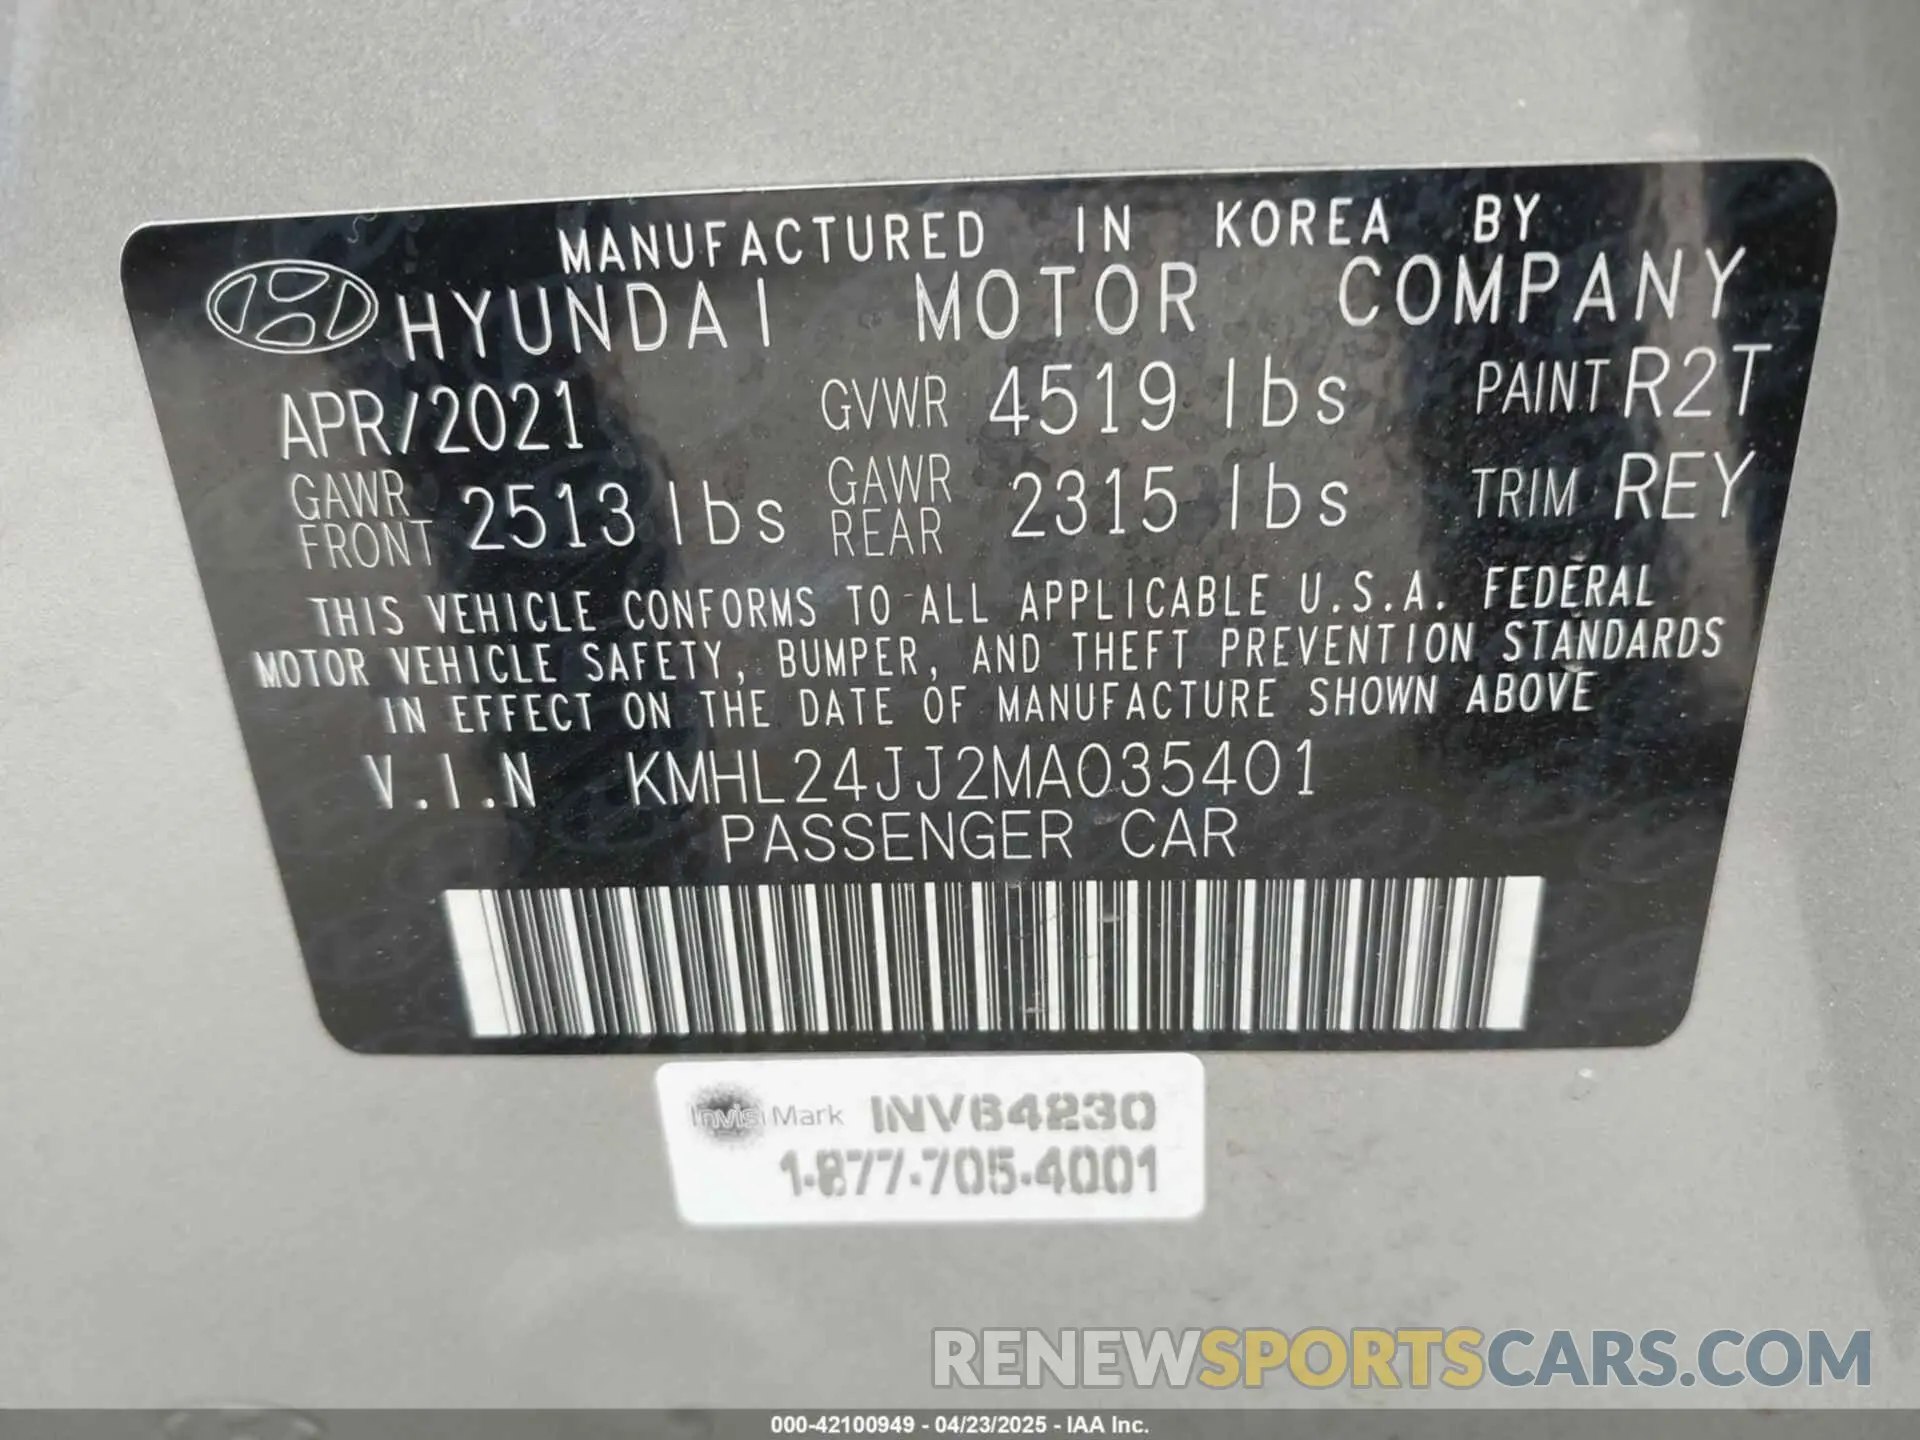 MANUFACTURED IN KOREA BY
HYUNDAI MOTOR COMPANY
APR/2021 GVWR 4519 lbs PAINT R2T
GAWR FRONT 2513 lbs GAWR REAR 2315 lbs TRIM REY
THIS VEHICLE CONFORMS TO ALL APPLICABLE U.S.A. FEDERAL
MOTOR VEHICLE SAFETY, BUMPER, AND THEFT PREVENTION STANDARDS
IN EFFECT ON THE DATE OF MANUFACTURE SHOWN ABOVE
V.I.N KMHL24JJ2MA035401
PASSENGER CAR
InvisiMark INV64230
1-877-705-4001
RENEWSPORTSCARS.COM
000-42100949 - 04/23/2025 - IAA Inc.